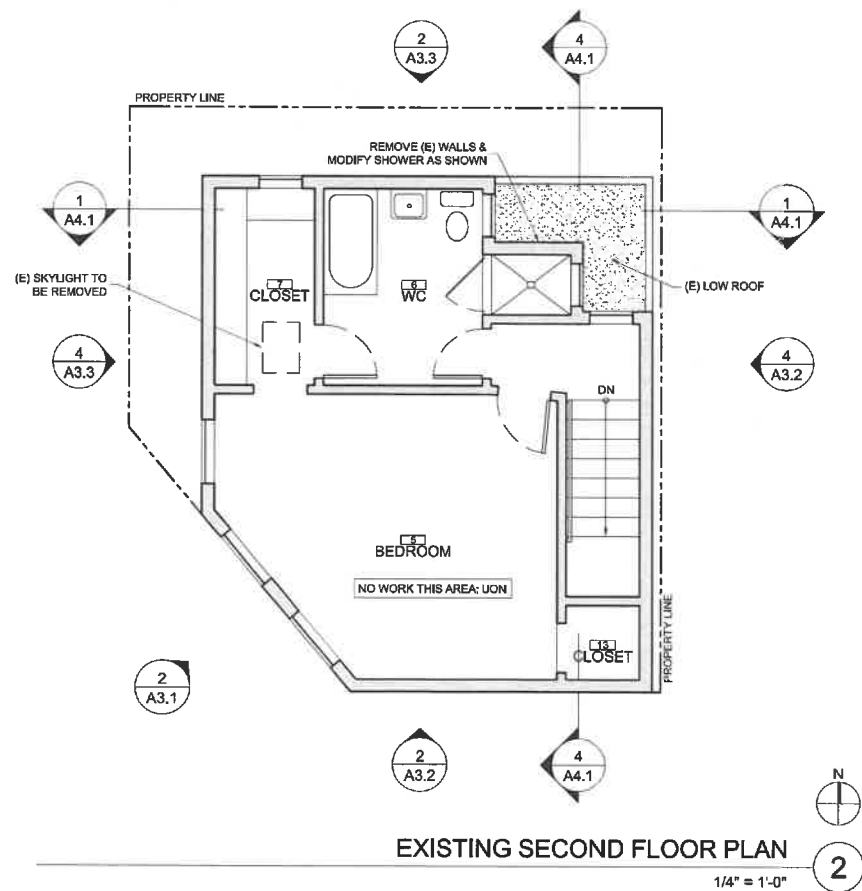 2
A3.3
4
A4.1
PROPERTY LINE
REMOVE (E) WALLS &
MODIFY SHOWER AS SHOWN
1
A4.1
1
A4.1
(E) SKYLIGHT TO
BE REMOVED
7
CLOSET
6
WC
(E) LOW ROOF
4
A3.3
4
A3.2
DN
5
BEDROOM
NO WORK THIS AREA; UON
13
CLOSET
PROPERTY LINE
2
A3.1
2
A3.2
4
A4.1
N
EXISTING SECOND FLOOR PLAN
2
1/4" = 1'-0"